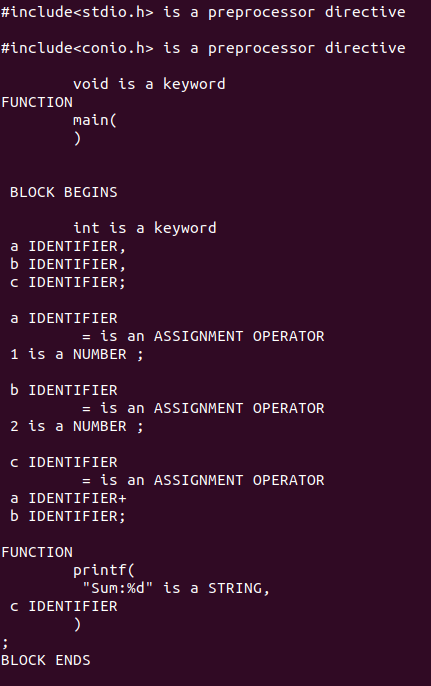 #include<stdio.h> is a preprocessor directive
#include<conio.h> is a preprocessor directive
void is a keyword
FUNCTION
main(
)
BLOCK BEGINS
int is a keyword
a IDENTIFIER,
b IDENTIFIER,
c IDENTIFIER;
a IDENTIFIER
= is an ASSIGNMENT OPERATOR
1 is a NUMBER ;
b IDENTIFIER
= is an ASSIGNMENT OPERATOR
2 is a NUMBER ;
c IDENTIFIER
= is an ASSIGNMENT OPERATOR
a IDENTIFIER+
b IDENTIFIER;
FUNCTION
printf(
"Sum:%d" is a STRING,
c IDENTIFIER
)
;
BLOCK ENDS